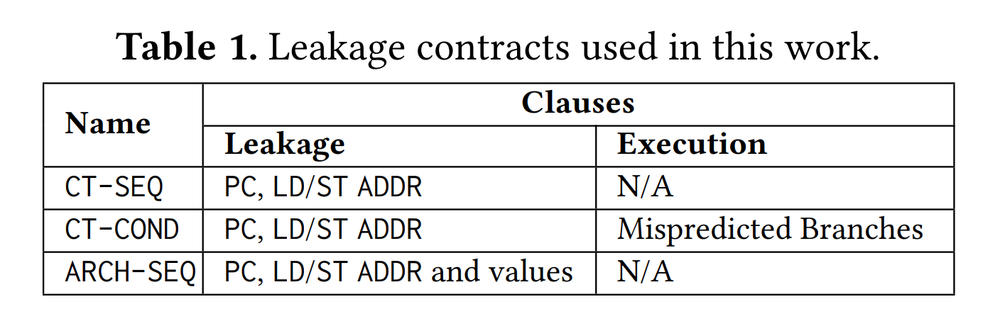 Table 1. Leakage contracts used in this work.
Name
Clauses
Leakage Execution
CT-SEQ PC, LD/ST ADDR N/A
CT-COND PC, LD/ST ADDR Mispredicted Branches
ARCH-SEQ PC, LD/ST ADDR and values N/A